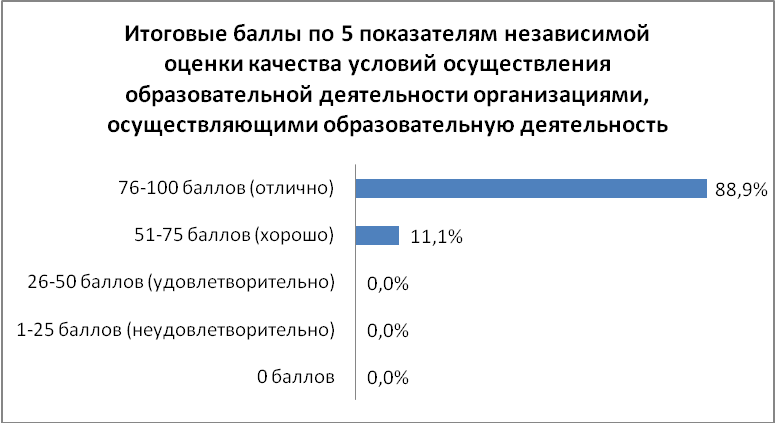 Итоговые баллы по 5 показателям независимой
оценки качества условий осуществления
образовательной деятельности организациями,
осуществляющими образовательную деятельность
76-100 баллов (отлично) 88,9%
51-75 баллов (хорошо) 11,1%
26-50 баллов (удовлетворительно) 0,0%
1-25 баллов (неудовлетворительно) 0,0%
0 баллов 0,0%